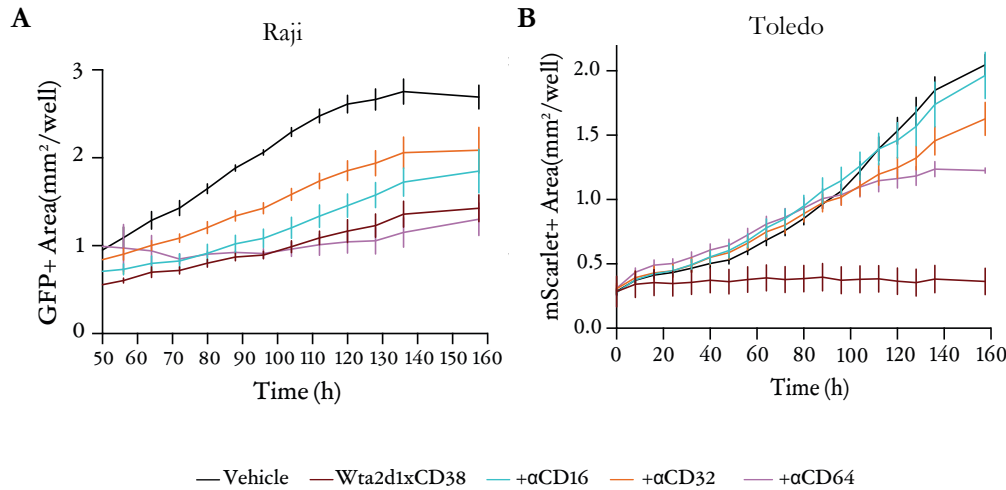 A
Raji
GFP+ Area(mm²/well)
3
2
1
0
50 60 70 80 90 100 110 120 130 140 150 160
Time (h)
B
Toledo
mScarlet+ Area(mm²/well)
2.0
1.5
1.0
0.5
0.0
0 20 40 60 80 100 120 140 160
Time (h)
Vehicle Wta2d1xCD38 +αCD16 +αCD32 +αCD64